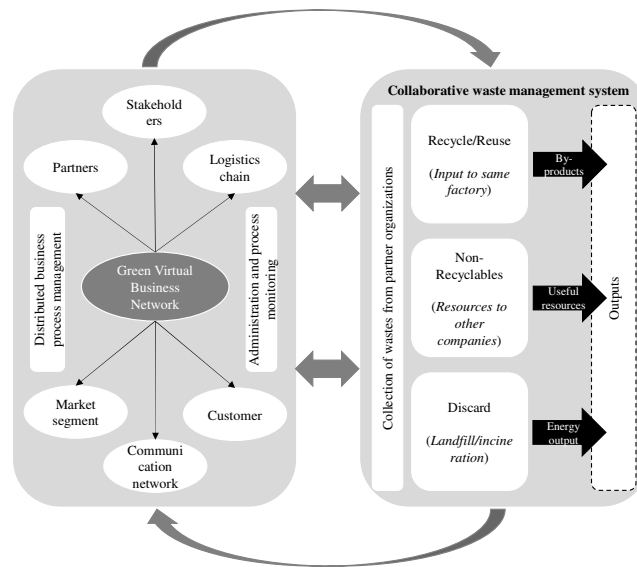 Stakehold
ers
Partners
Logistics
chain
Distributed business
process management
Green Virtual
Business
Network
Administration and process
monitoring
Market
segment
Customer
Communi
cation
network
Collaborative waste management system
Collection of wastes from partner organizations
Recycle/Reuse
(Input to same
factory)
By-
products
Non-
Recyclables
(Resources to
other
companies)
Useful
resources
Discard
(Landfill/incine
ration)
Energy
output
Outputs